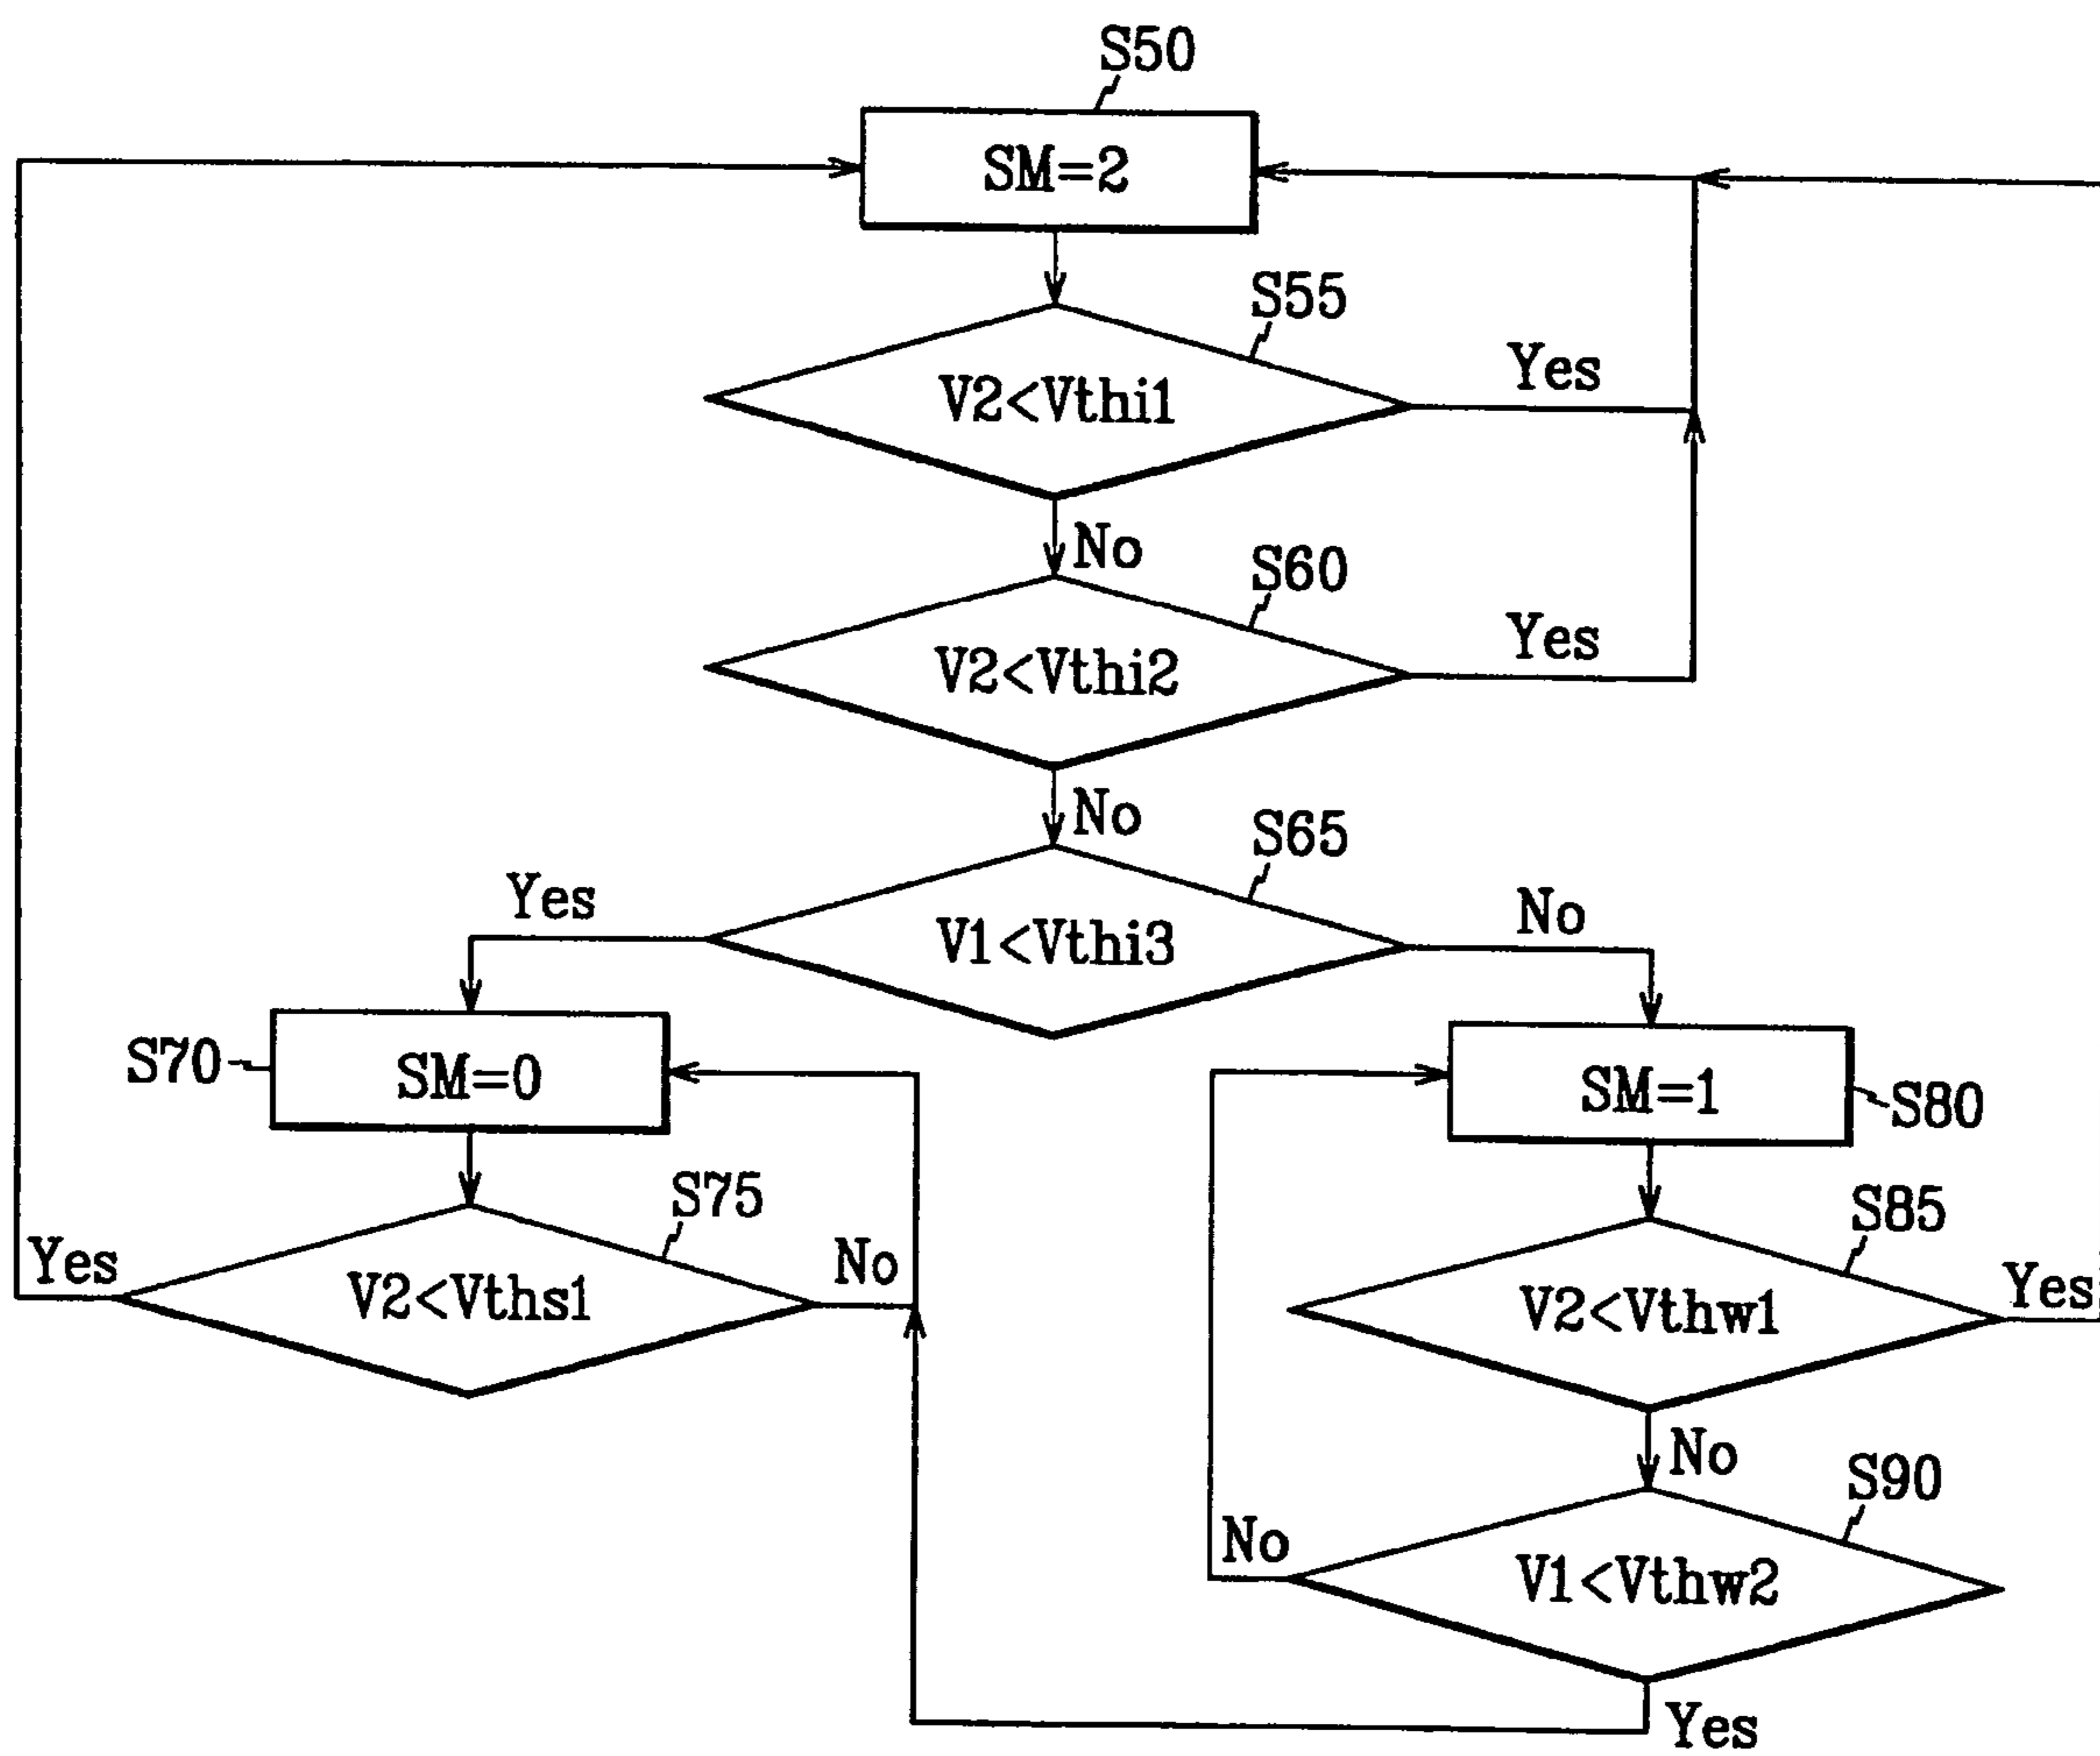 S50
SM=2
S55
V2<Vthi1
Yes
No
S60
V2<Vthi2
Yes
No
S65
V1<Vthi3
Yes
No
S70
SM=0
SM=1
S80
S75
V2<Vths1
Yes
No
S85
V2<Vthw1
Yes
No
S90
V1<Vthw2
No
Yes